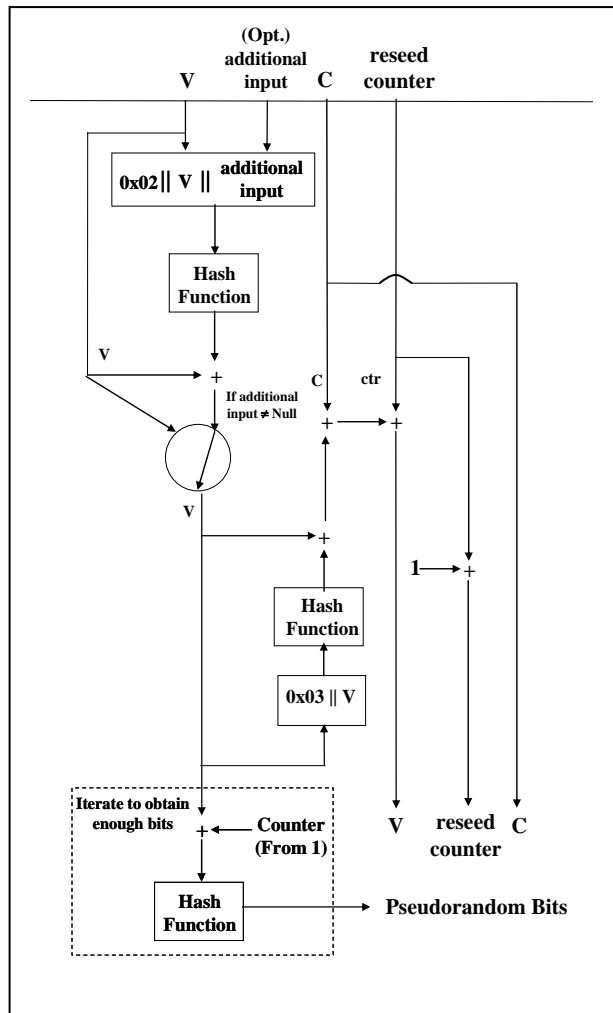 (Opt.)
additional
input
V
C
reseed
counter
0x02 || V ||
additional
input
Hash
Function
V
+
If additional
input ≠ Null
C
ctr
+
+
V
+
1
+
Hash
Function
0x03 || V
Iterate to obtain
enough bits
+
Counter
(From 1)
V
reseed
counter
C
Hash
Function
Pseudorandom Bits